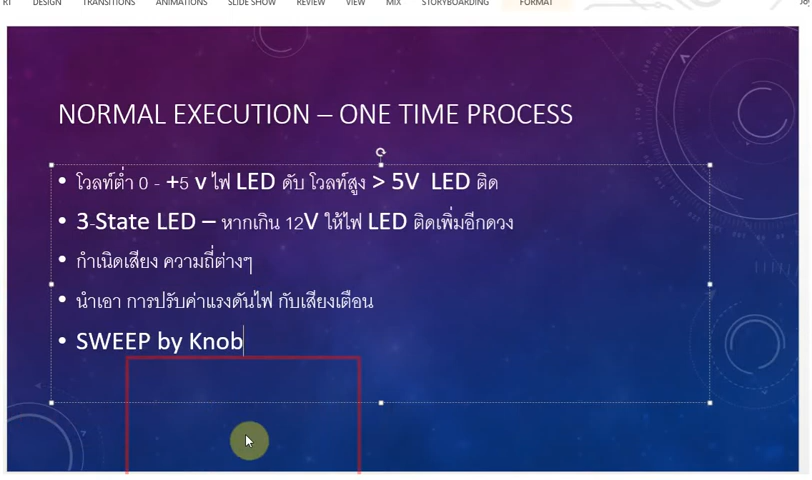 DESIGN TRANSITIONS ANIMATIONS SLIDE SHOW REVIEW VIEW MIX STORYBOARDING FORMAT
NORMAL EXECUTION – ONE TIME PROCESS
• โวลท์ต่ำ 0 - +5 v ไฟ LED ดับ โวลท์สูง > 5V LED ติด
• 3-State LED – หากเกิน 12V ให้ไฟ LED ติดเพิ่มอีกดวง
• กำเนิดเสียง ความถี่ต่างๆ
• นำเอา การปรับค่าแรงดันไฟ กับเสียงเตือน
• SWEEP by Knob